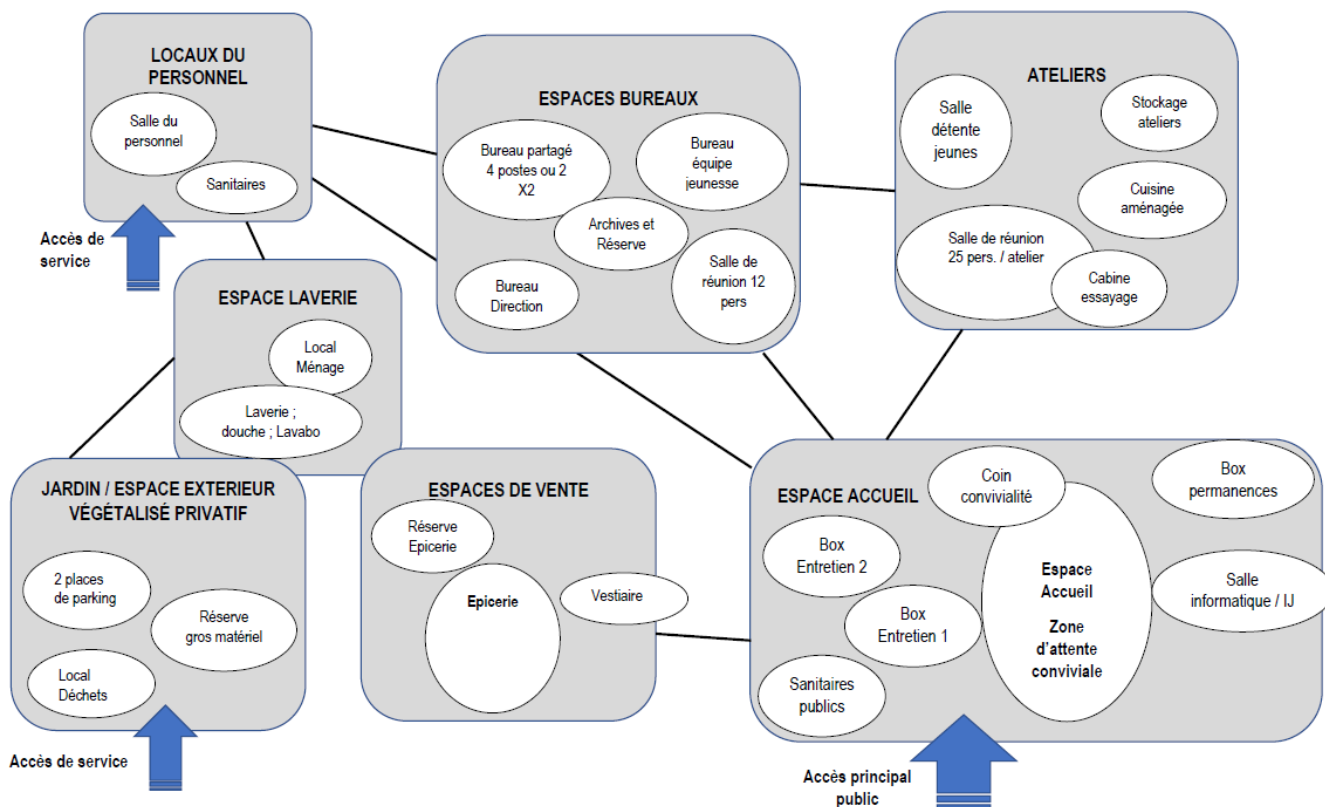 LOCAUX DU
PERSONNEL
Salle du
personnel
Sanitaires
Accès de
service
ESPACES BUREAUX
Bureau partagé
4 postes ou 2
X2
Bureau
équipe
jeunesse
Archives et
Réserve
Bureau
Direction
Salle de
réunion 12
pers
ATELIERS
Salle
détente
jeunes
Stockage
ateliers
Cuisine
aménagée
Salle de réunion
25 pers. / atelier
Cabine
essayage
ESPACE LAVERIE
Local
Ménage
Laverie ;
douche ; Lavabo
JARDIN / ESPACE EXTERIEUR
VÉGÉTALISÉ PRIVATIF
2 places
de parking
Réserve
gros matériel
Local
Déchets
Accès de service
ESPACES DE VENTE
Réserve
Epicerie
Epicerie
Vestiaire
ESPACE ACCUEIL
Coin
convivialité
Box
permanences
Box
Entretien 2
Box
Entretien 1
Espace
Accueil
Zone
d'attente
conviviale
Salle
informatique / IJ
Sanitaires
publics
Accès principal
public